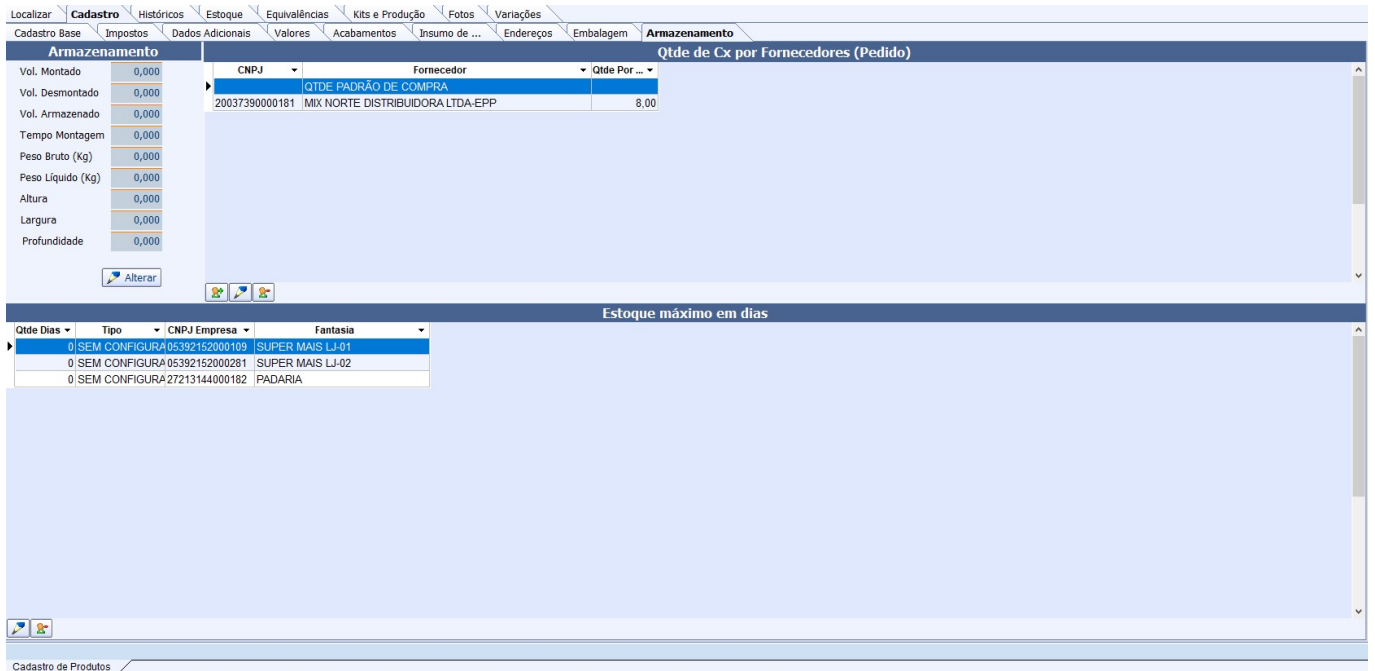 Localizar Cadastro Históricos Estoque Equivalências Kits e Produção Fotos Variações
Cadastro Base Impostos Dados Adicionais Valores Acabamentos Insumo de ... Endereços Embalagem Armazenamento
Armazenamento
Vol. Montado 0,000
Vol. Desmontado 0,000
Vol. Armazenado 0,000
Tempo Montagem 0,000
Peso Bruto (Kg) 0,000
Peso Líquido (Kg) 0,000
Altura 0,000
Largura 0,000
Profundidade 0,000
Alterar
Qtde de Cx por Fornecedores (Pedido)
CNPJ Fornecedor Qtde Por ...
QTDE PADRÃO DE COMPRA
20037390000181 MIX NORTE DISTRIBUIDORA LTDA-EPP 8,00
Estoque máximo em dias
Qtde Dias Tipo CNPJ Empresa Fantasia
0 SEM CONFIGURA 05392152000109 SUPER MAIS LJ-01
0 SEM CONFIGURA 05392152000281 SUPER MAIS LJ-02
0 SEM CONFIGURA 27213144000182 PADARIA
Cadastro de Produtos